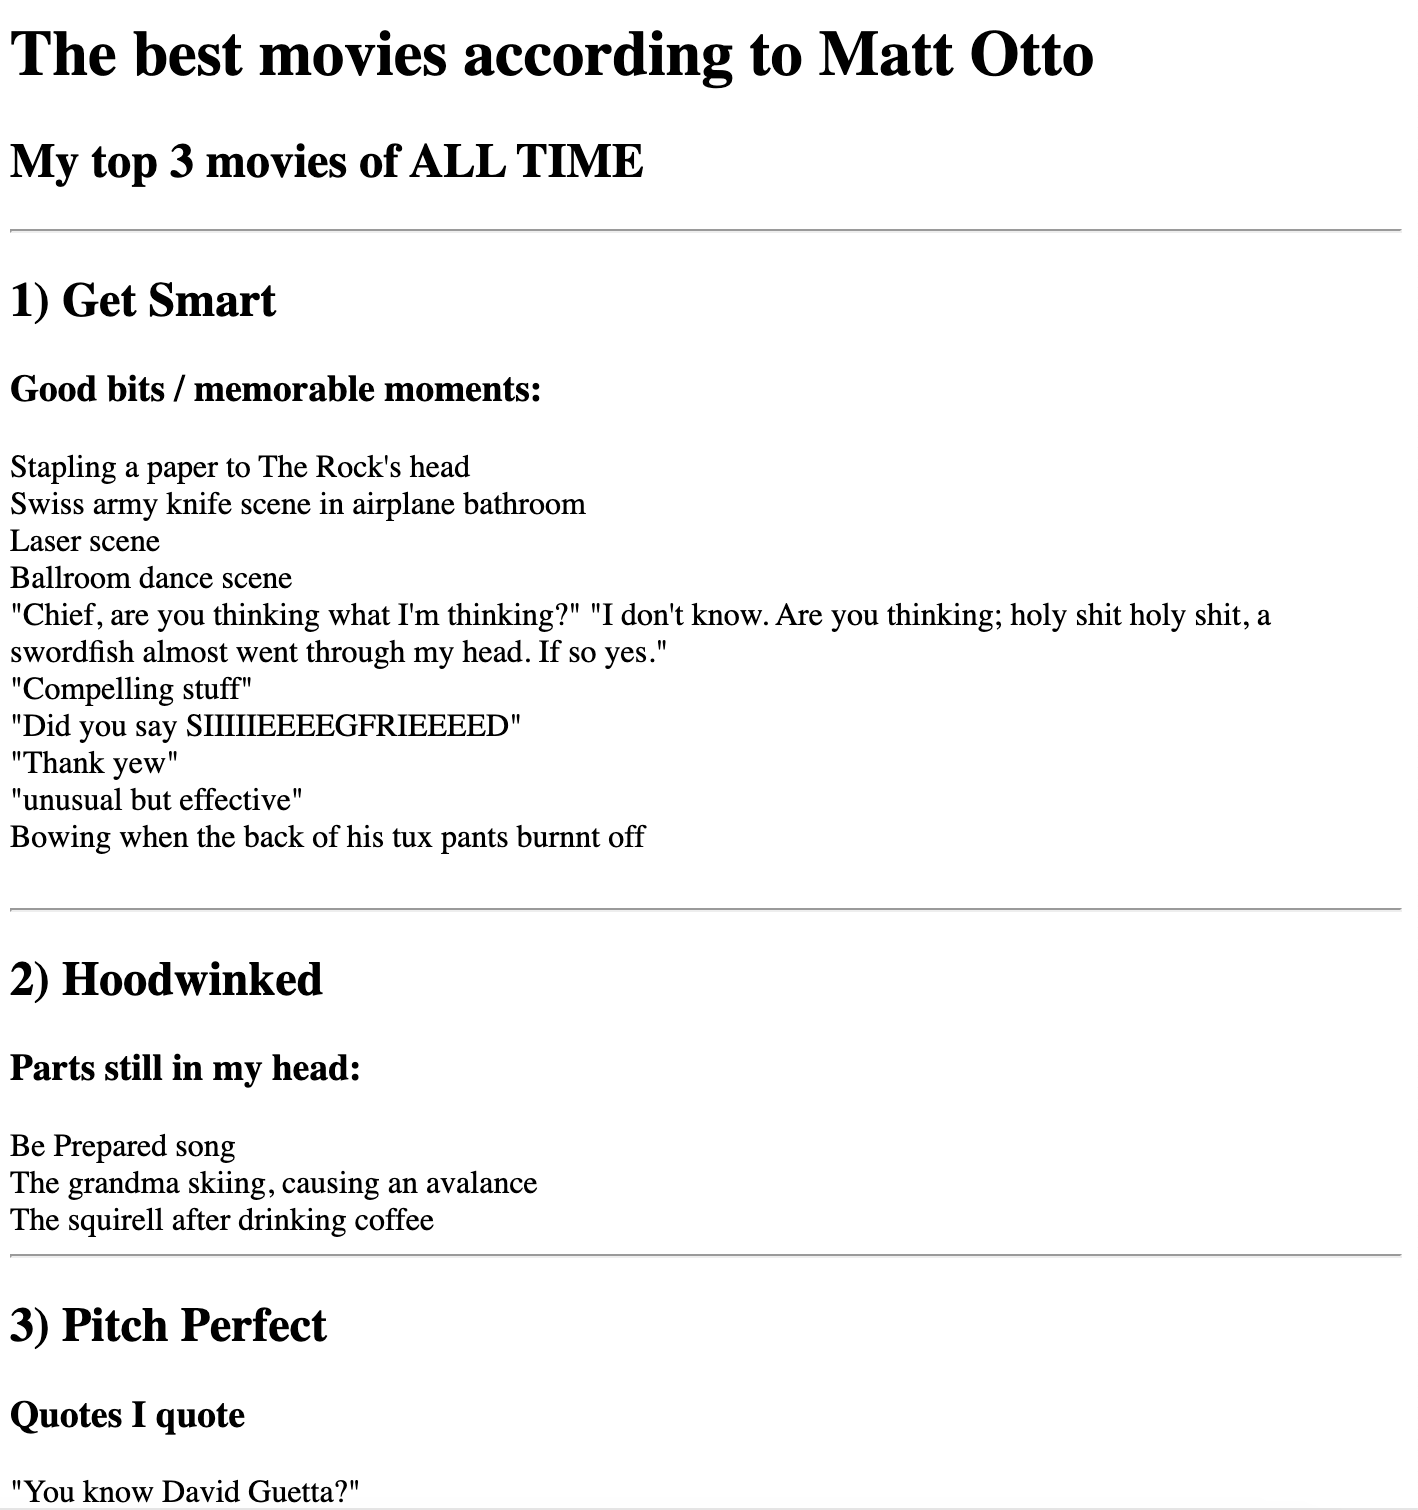 The best movies according to Matt Otto
My top 3 movies of ALL TIME
1) Get Smart
Good bits / memorable moments:
Stapling a paper to The Rock's head
Swiss army knife scene in airplane bathroom
Laser scene
Ballroom dance scene
"Chief, are you thinking what I'm thinking?" "I don't know. Are you thinking; holy shit holy shit, a
swordfish almost went through my head. If so yes."
"Compelling stuff"
"Did you say SIIIIIEEEEGFRIEEEED"
"Thank yew"
"unusual but effective"
Bowing when the back of his tux pants burnnt off
2) Hoodwinked
Parts still in my head:
Be Prepared song
The grandma skiing, causing an avalance
The squirell after drinking coffee
3) Pitch Perfect
Quotes I quote
"You know David Guetta?"